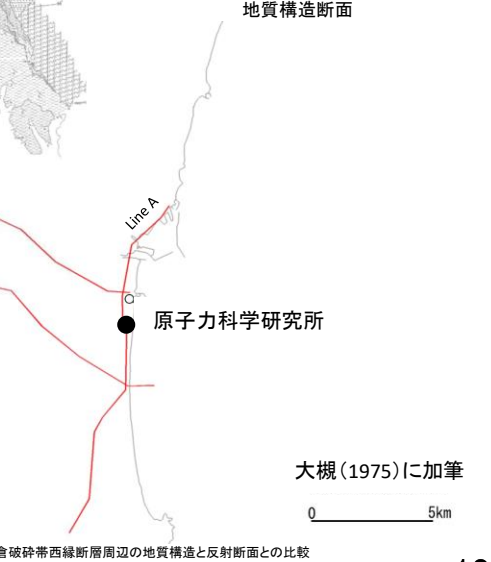 地質構造断面
Line A
原子力科学研究所
大槻(1975)に加筆
0 5km
倉破砕帯西縁断層周辺の地質構造と反射断面との比較